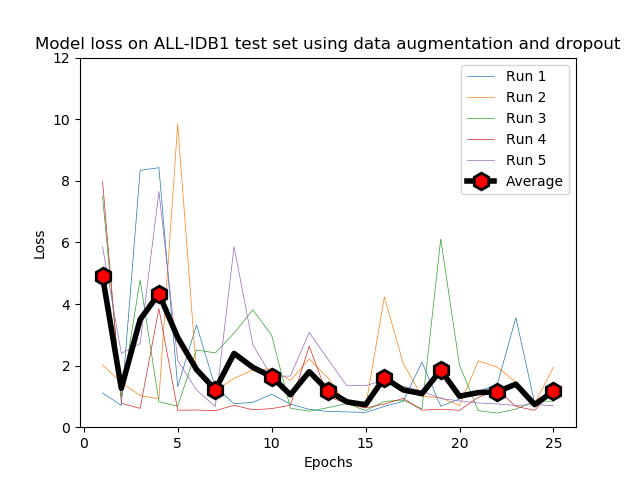 Model loss on ALL-IDB1 test set using data augmentation and dropout
12
10
8
6
4
2
0
Loss
0 5 10 15 20 25
Epochs
Run 1
Run 2
Run 3
Run 4
Run 5
Average